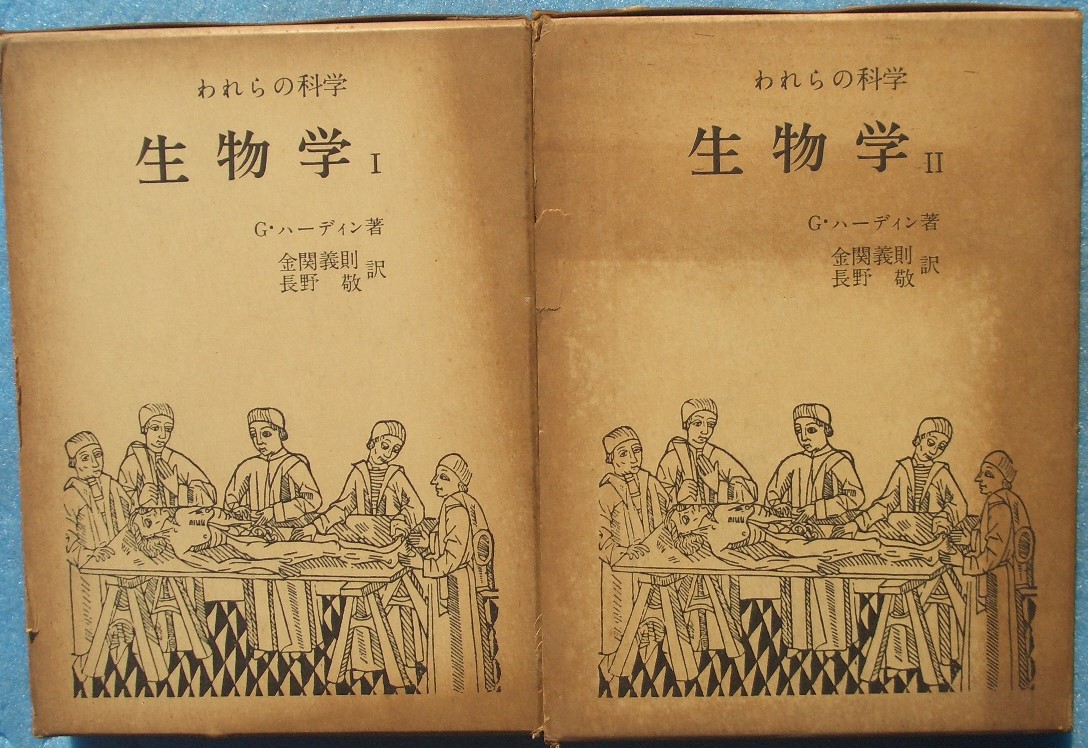 われらの科学
生物学 I
G・ハーディン著
金関義則
長野 敬 訳
われらの科学
生物学 II
G・ハーディン著
金関義則
長野 敬 訳